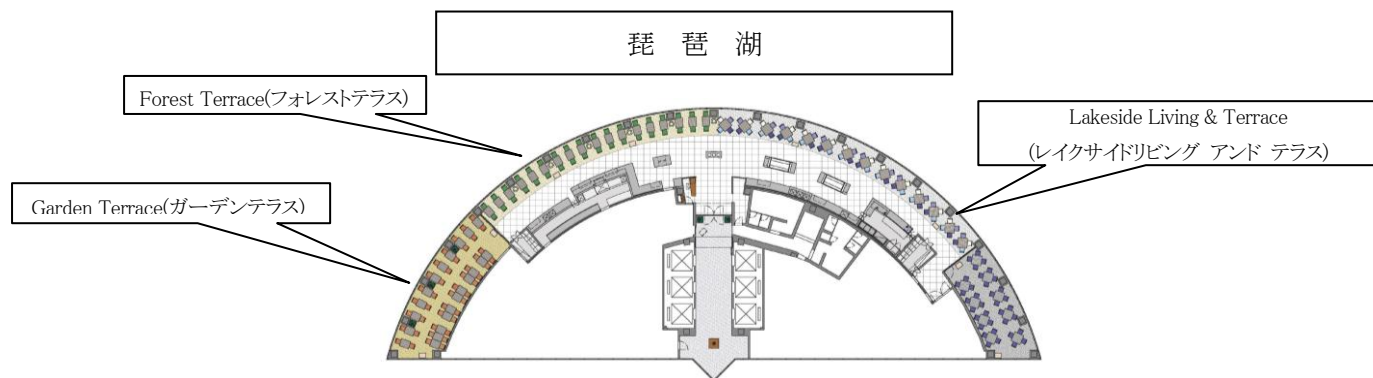 琵 琶 湖
Forest Terrace(フォレストテラス)
Lakeside Living & Terrace
(レイクサイドリビング アンド テラス)
Garden Terrace(ガーデンテラス)